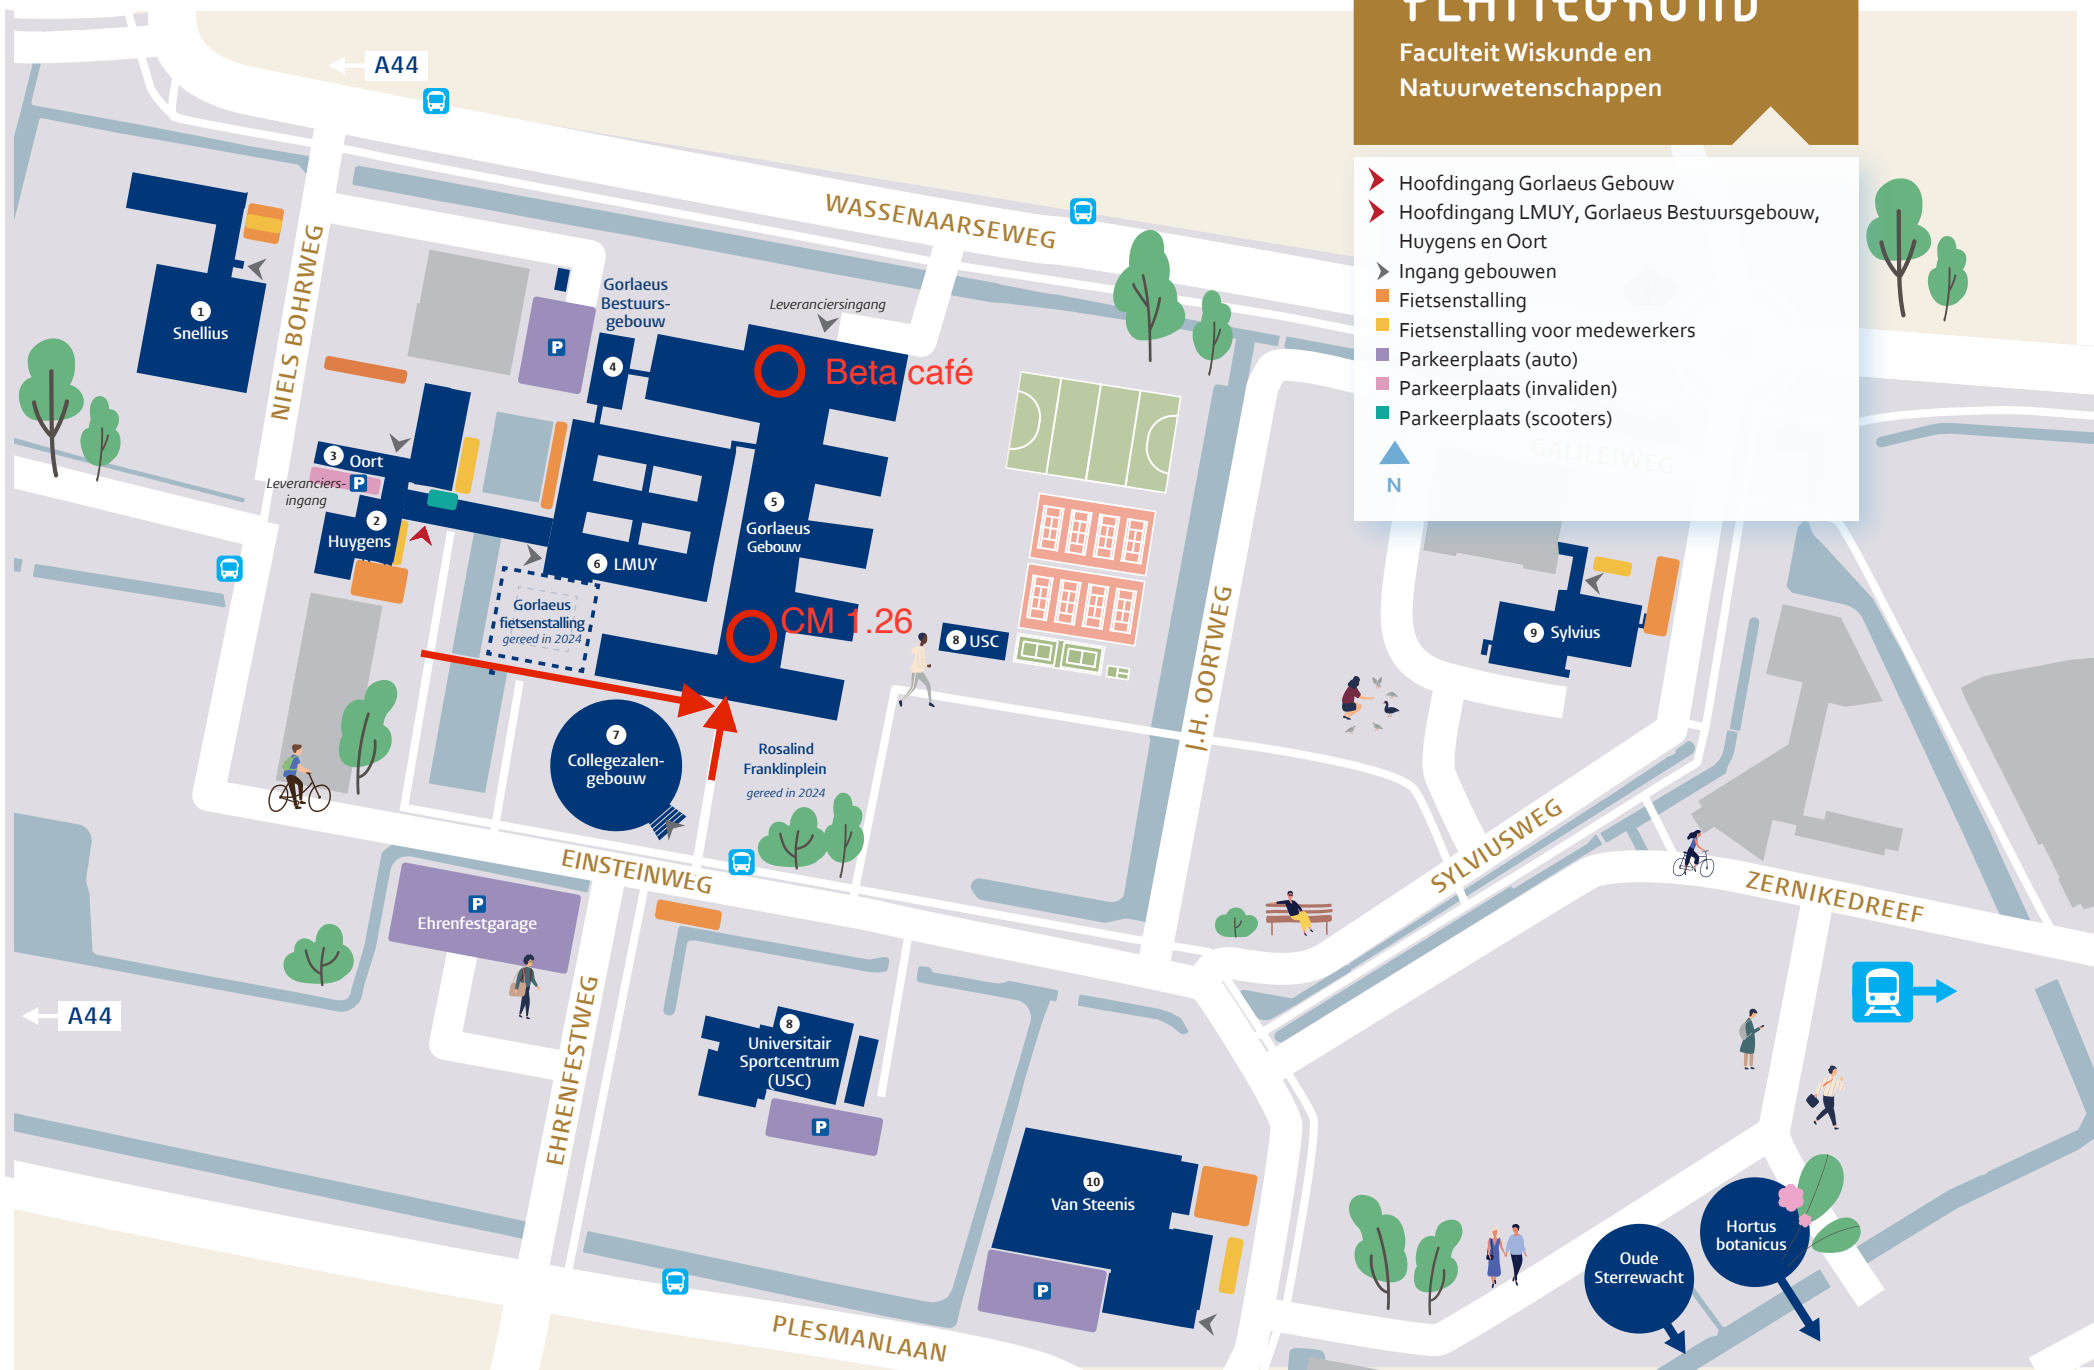 PLATTEGROND
Faculteit Wiskunde en
Natuurwetenschappen
A44
Hoofdingang Gorlaeus Gebouw
Hoofdingang LMUY, Gorlaeus Bestuursgebouw,
Huygens en Oort
Ingang gebouwen
Fietsenstalling
Fietsenstalling voor medewerkers
Parkeerplaats (auto)
Parkeerplaats (invaliden)
Parkeerplaats (scooters)
N
GALILEIWEG
WASSENAARSEWEG
NIELS BOHRWEG
1
Snellius
Gorlaeus
Bestuurs-
gebouw
4
P
Leveranciersingang
Beta café
3 Oort
P
Leveranciers-
ingang
2
Huygens
5
Gorlaeus
Gebouw
6 LMUY
Gorlaeus
fietsenstalling
gereed in 2024
CM 1.26
8 USC
J.H. OORTWEG
9 Sylvius
7
Collegezalen-
gebouw
Rosalind
Franklinplein
gereed in 2024
EINSTEINWEG
SYLVIUSWEG
ZERNIKEDREEF
P
Ehrenfestgarage
A44
EHRENFESTWEG
8
Universitair
Sportcentrum
(USC)
P
10
Van Steenis
P
Hortus
botanicus
Oude
Sterrewacht
PLESMANLAAN